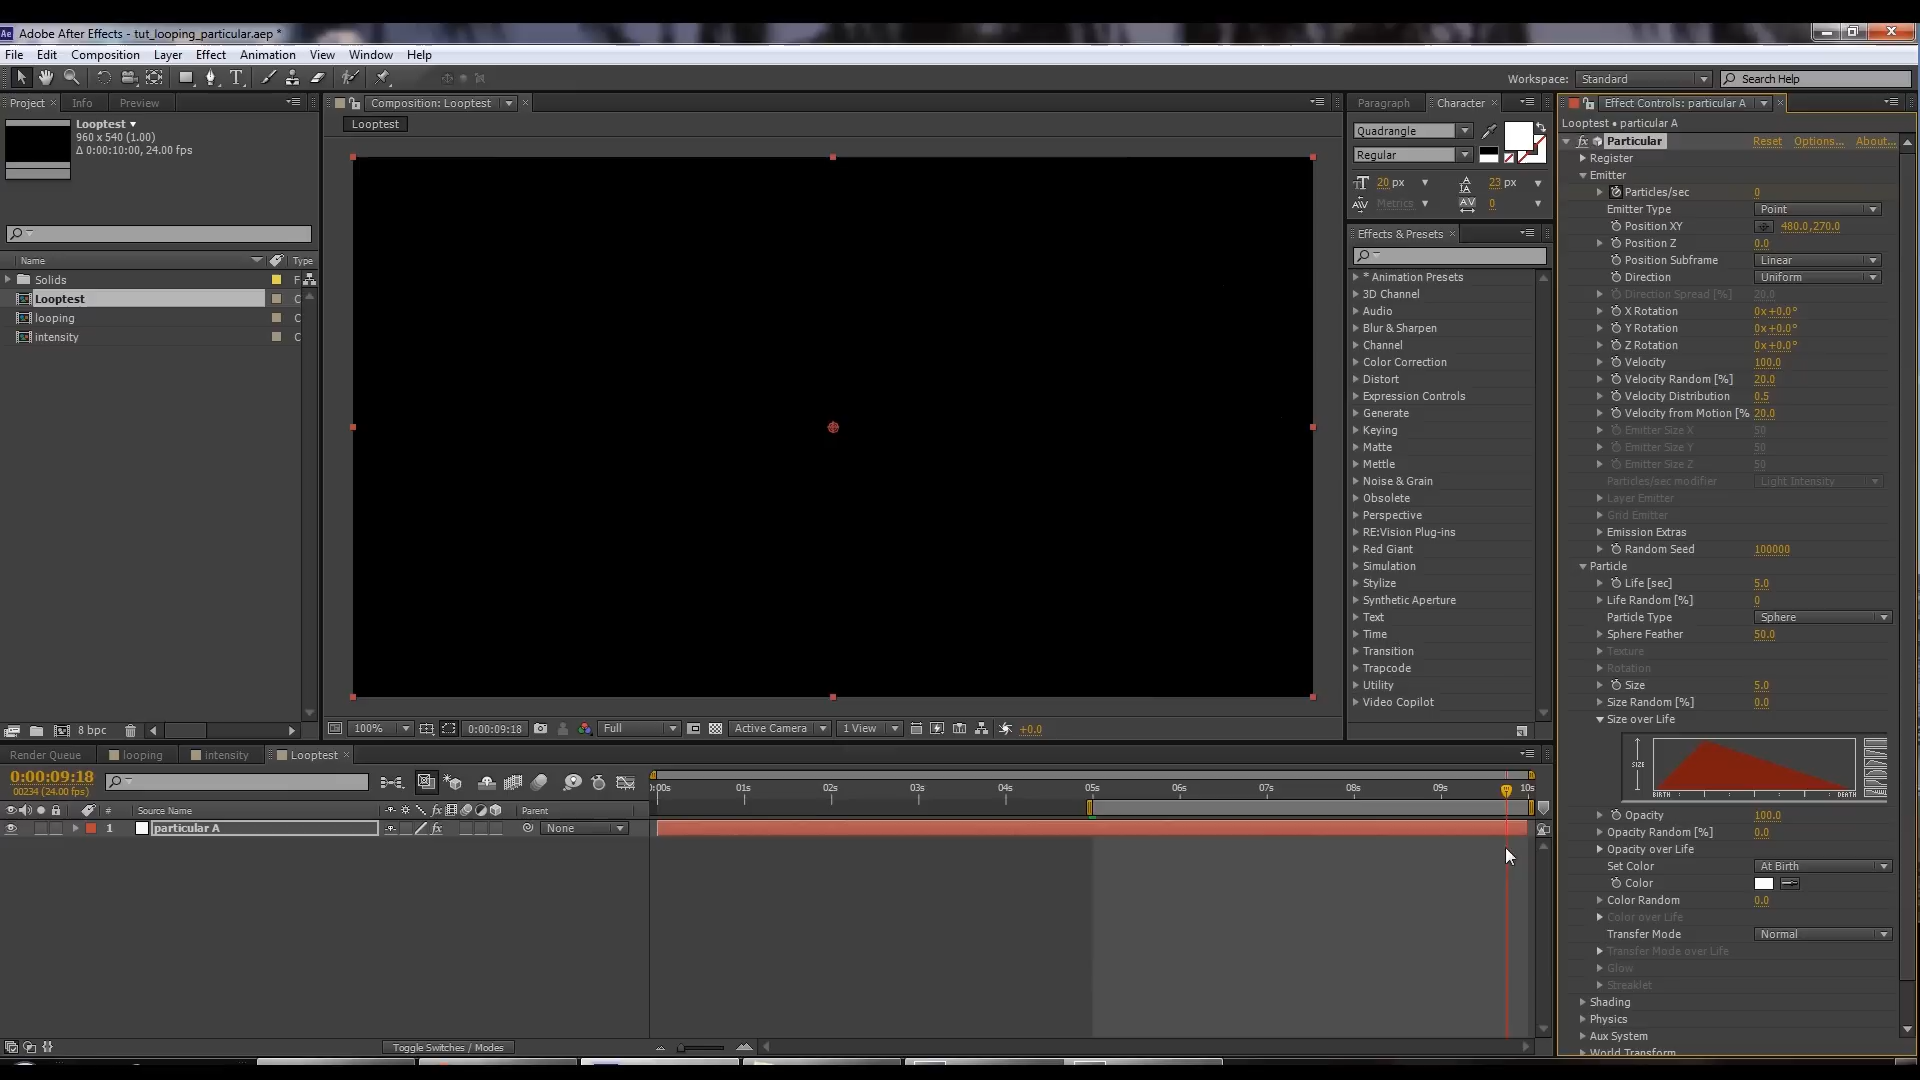 Adobe After Effects - tut_looping_particular.aep *
File Edit Composition Layer Effect Animation View Window Help
Workspace: Standard Search Help
Project Info Preview
Looptest
960 x 540 (1.00)
Δ 0:00:10:00, 24.00 fps
Name Type
Solids F
Looptest C
looping C
intensity C
8 bpc
Composition: Looptest
Looptest
100% 0:00:09:18 Full Active Camera 1 View +0.0
Paragraph Character
Quadrangle
Regular
20 px 23 px
Metrics 0
Effects & Presets
* Animation Presets
3D Channel
Audio
Blur & Sharpen
Channel
Color Correction
Distort
Expression Controls
Generate
Keying
Matte
Mettle
Noise & Grain
Obsolete
Perspective
RE:Vision Plug-ins
Red Giant
Simulation
Stylize
Synthetic Aperture
Text
Time
Transition
Trapcode
Utility
Video Copilot
Effect Controls: particular A
Looptest • particular A
fx Particular Reset Options... About...
Register
Emitter
Particles/sec 0
Emitter Type Point
Position XY 480.0,270.0
Position Z 0.0
Position Subframe Linear
Direction Uniform
Direction Spread [%] 20.0
X Rotation 0x+0.0°
Y Rotation 0x+0.0°
Z Rotation 0x+0.0°
Velocity 100.0
Velocity Random [%] 20.0
Velocity Distribution 0.5
Velocity from Motion [% 20.0
Emitter Size X 50
Emitter Size Y 50
Emitter Size Z 50
Particles/sec modifier Light Intensity
Layer Emitter
Grid Emitter
Emission Extras
Random Seed 100000
Particle
Life [sec] 5.0
Life Random [%] 0
Particle Type Sphere
Sphere Feather 50.0
Texture
Rotation
Size 5.0
Size Random [%] 0.0
Size over Life
SIZE
BIRTH DEATH
Opacity 100.0
Opacity Random [%] 0.0
Opacity over Life
Set Color At Birth
Color
Color Random 0.0
Color over Life
Transfer Mode Normal
Transfer Mode over Life
Glow
Streaklet
Shading
Physics
Aux System
World Transform
Render Queue looping intensity Looptest
0:00:09:18
00234 (24.00 fps)
# Source Name fx Parent
1 particular A fx None
0:00s 01s 02s 03s 04s 05s 06s 07s 08s 09s 10s
Toggle Switches / Modes